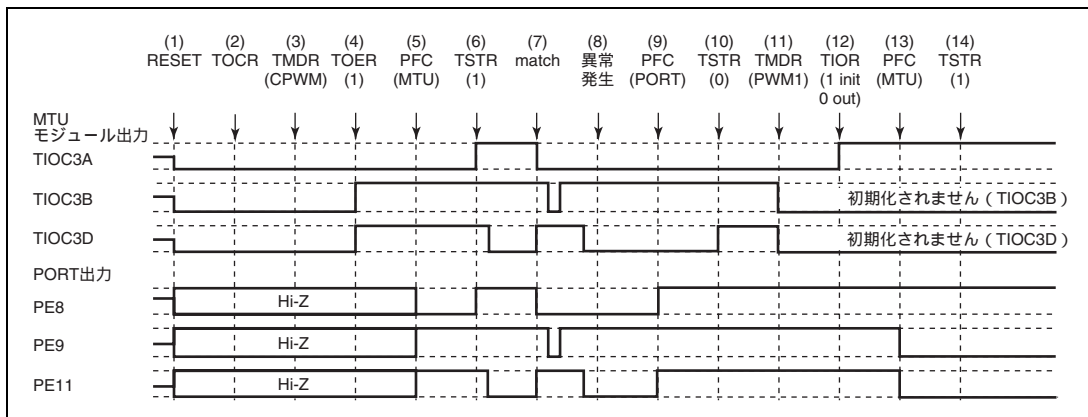 (1) (2) (3) (4) (5) (6) (7) (8) (9) (10) (11) (12) (13) (14)
RESET TOCR TMDR TOER PFC TSTR match 異常 PFC TSTR TMDR TIOR PFC TSTR
(CPWM) (1) (MTU) (1) 発生 (PORT) (0) (PWM1) (1 init (MTU) (1)
0 out)
MTU
モジュール出力
TIOC3A
TIOC3B 初期化されません（TIOC3B）
TIOC3D 初期化されません（TIOC3D）
PORT出力
PE8 Hi-Z
PE9 Hi-Z
PE11 Hi-Z